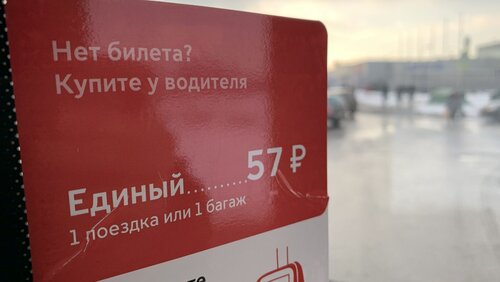 Нет билета?
Купите у водителя
Единый..........57 ₽
1 поездка или 1 багаж